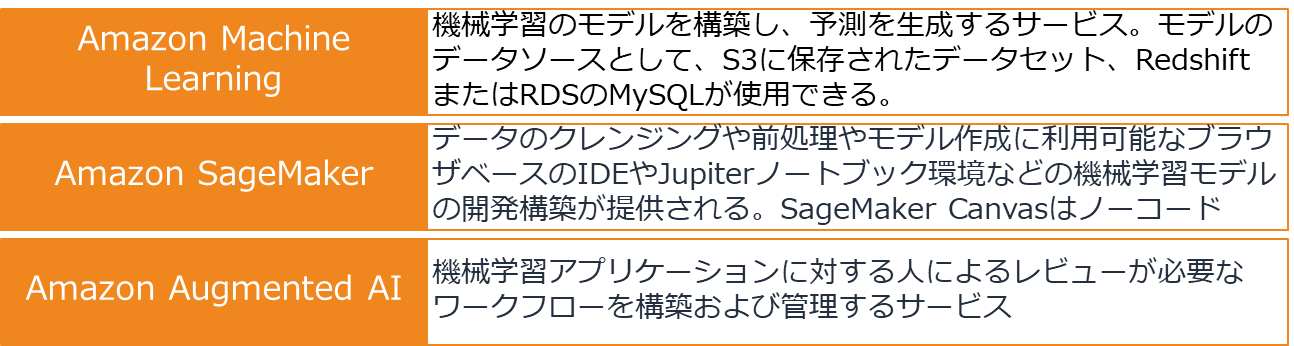 Amazon Machine
Learning
機械学習のモデルを構築し、予測を生成するサービス。モデルの
データソースとして、S3に保存されたデータセット、Redshift
またはRDSのMySQLが使用できる。
Amazon SageMaker
データのクレンジングや前処理やモデル作成に利用可能なブラウ
ザベースのIDEやJupiterノートブック環境などの機械学習モデル
の開発構築が提供される。SageMaker Canvasはノーコード
Amazon Augmented AI
機械学習アプリケーションに対する人によるレビューが必要な
ワークフローを構築および管理するサービス